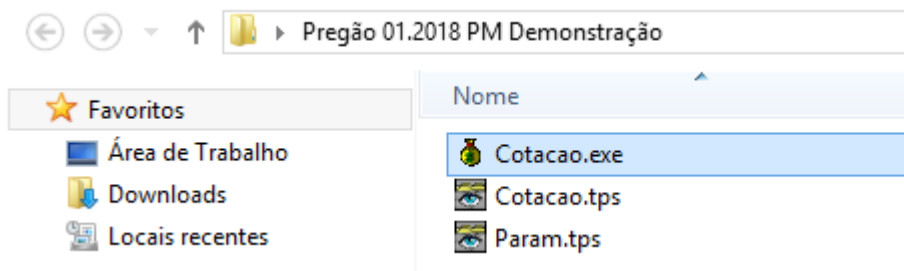 Pregão 01.2018 PM Demonstração
Favoritos
Área de Trabalho
Downloads
Locais recentes
Nome
Cotacao.exe
Cotacao.tps
Param.tps